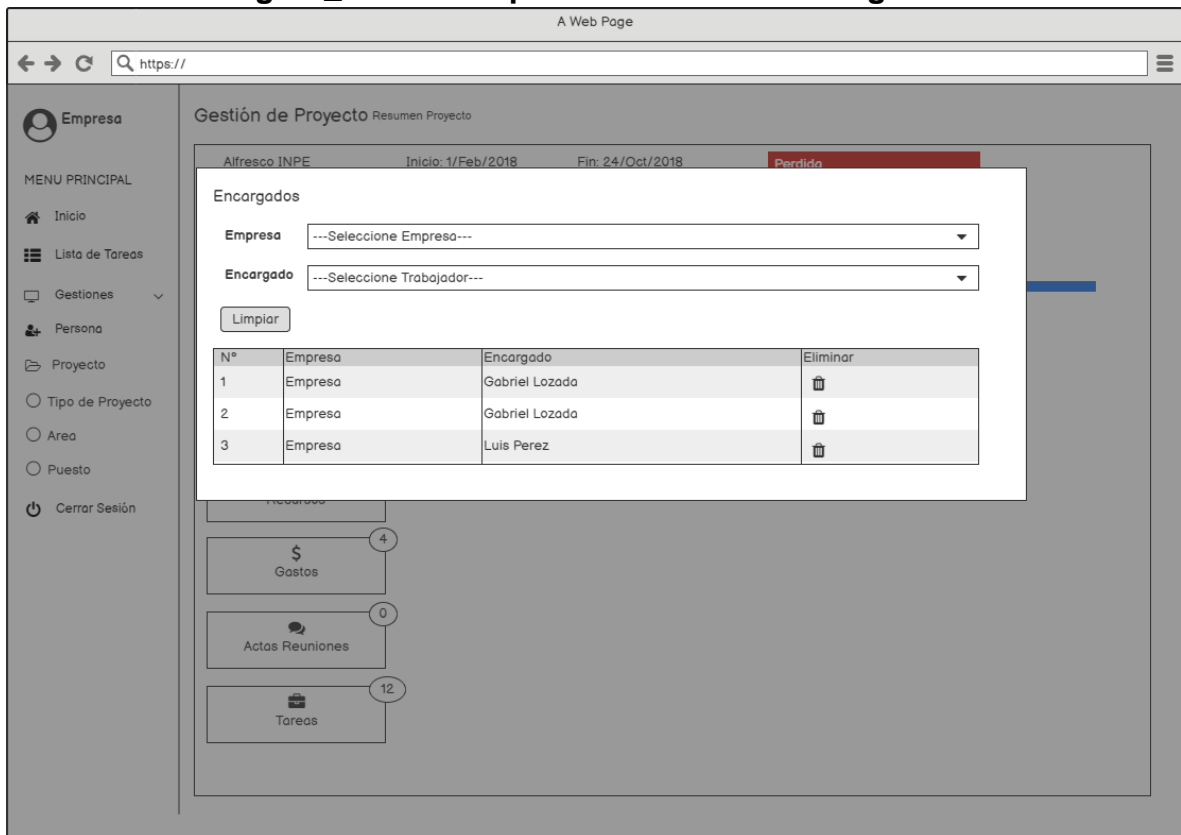 A Web Page
https://
Empresa
Gestión de Proyecto Resumen Proyecto
Alfresco INPE Inicio: 1/Feb/2018 Fin: 24/Oct/2018 Perdido
MENU PRINCIPAL
Inicio
Lista de Tareas
Gestiones
Persona
Proyecto
Tipo de Proyecto
Area
Puesto
Cerrar Sesión
Encargados
Empresa ---Seleccione Empresa---
Encargado ---Seleccione Trabajador---
Limpiar
N° Empresa Encargado Eliminar
1 Empresa Gabriel Lozada
2 Empresa Gabriel Lozada
3 Empresa Luis Perez
4
$
Gastos
0
Actas Reuniones
12
Tareas